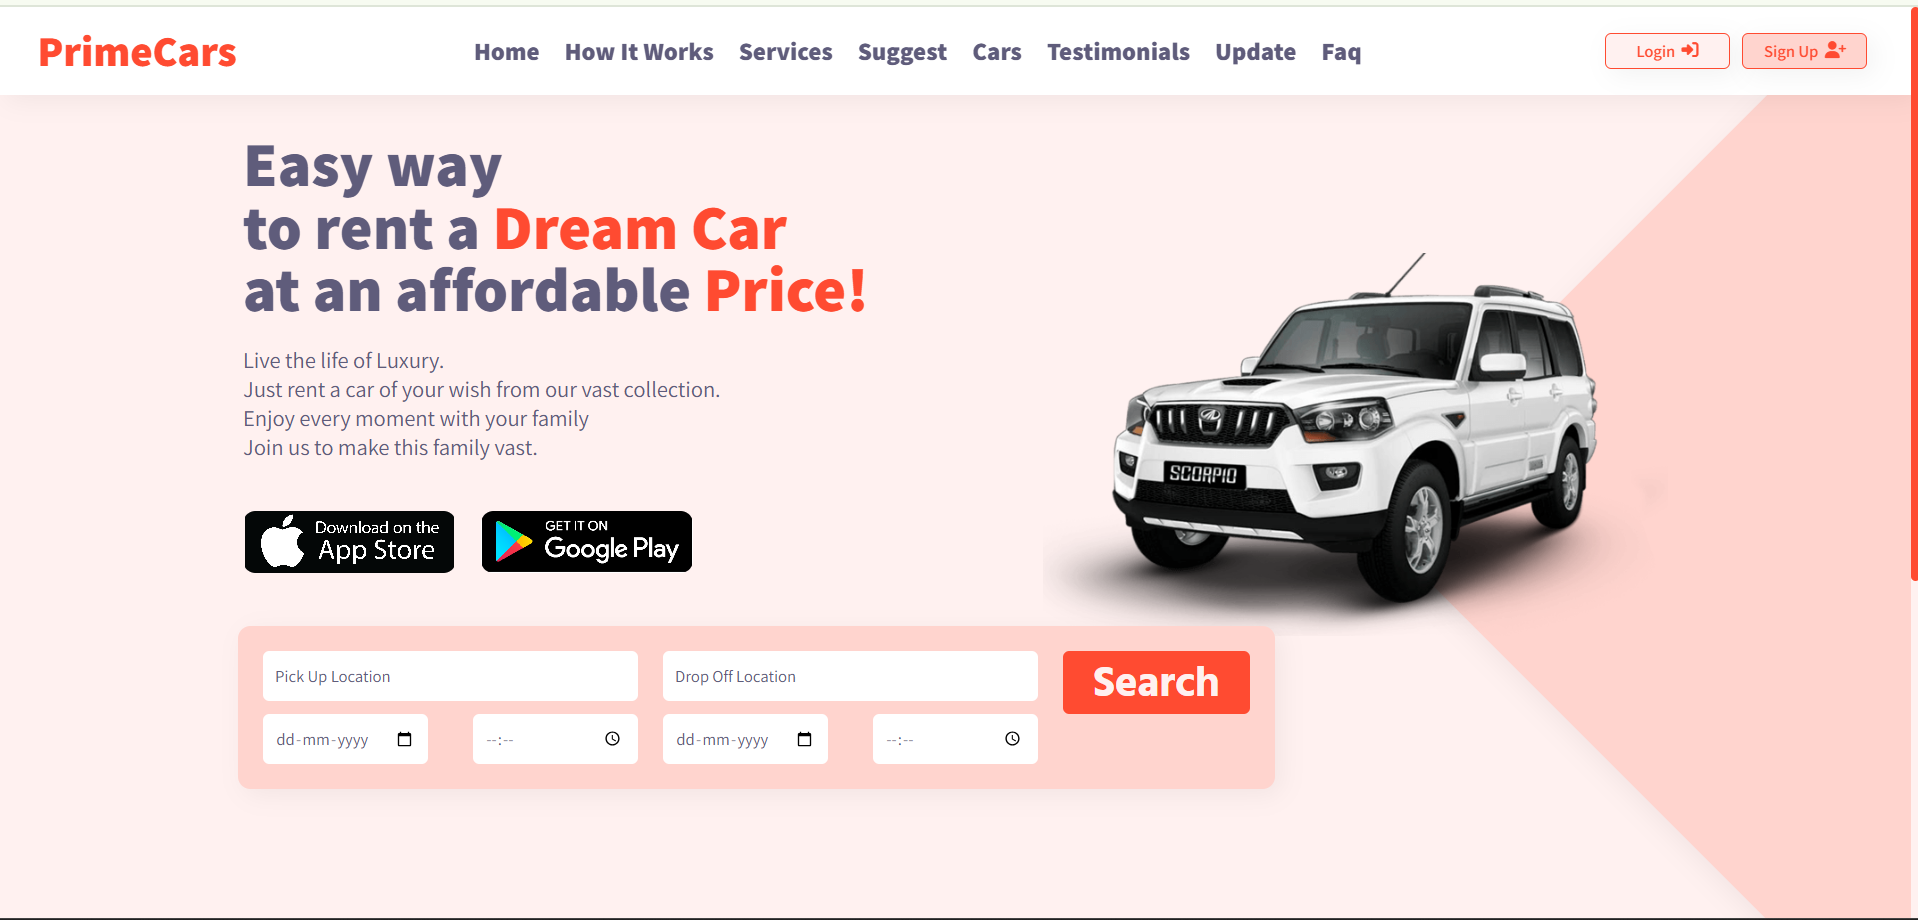 PrimeCars
Home How It Works Services Suggest Cars Testimonials Update Faq
Login
Sign Up
Easy way
to rent a Dream Car
at an affordable Price!
Live the life of Luxury.
Just rent a car of your wish from our vast collection.
Enjoy every moment with your family
Join us to make this family vast.
Download on the
App Store
GET IT ON
Google Play
SCORPIO
Pick Up Location
Drop Off Location
Search
dd-mm-yyyy
--:--
dd-mm-yyyy
--:--